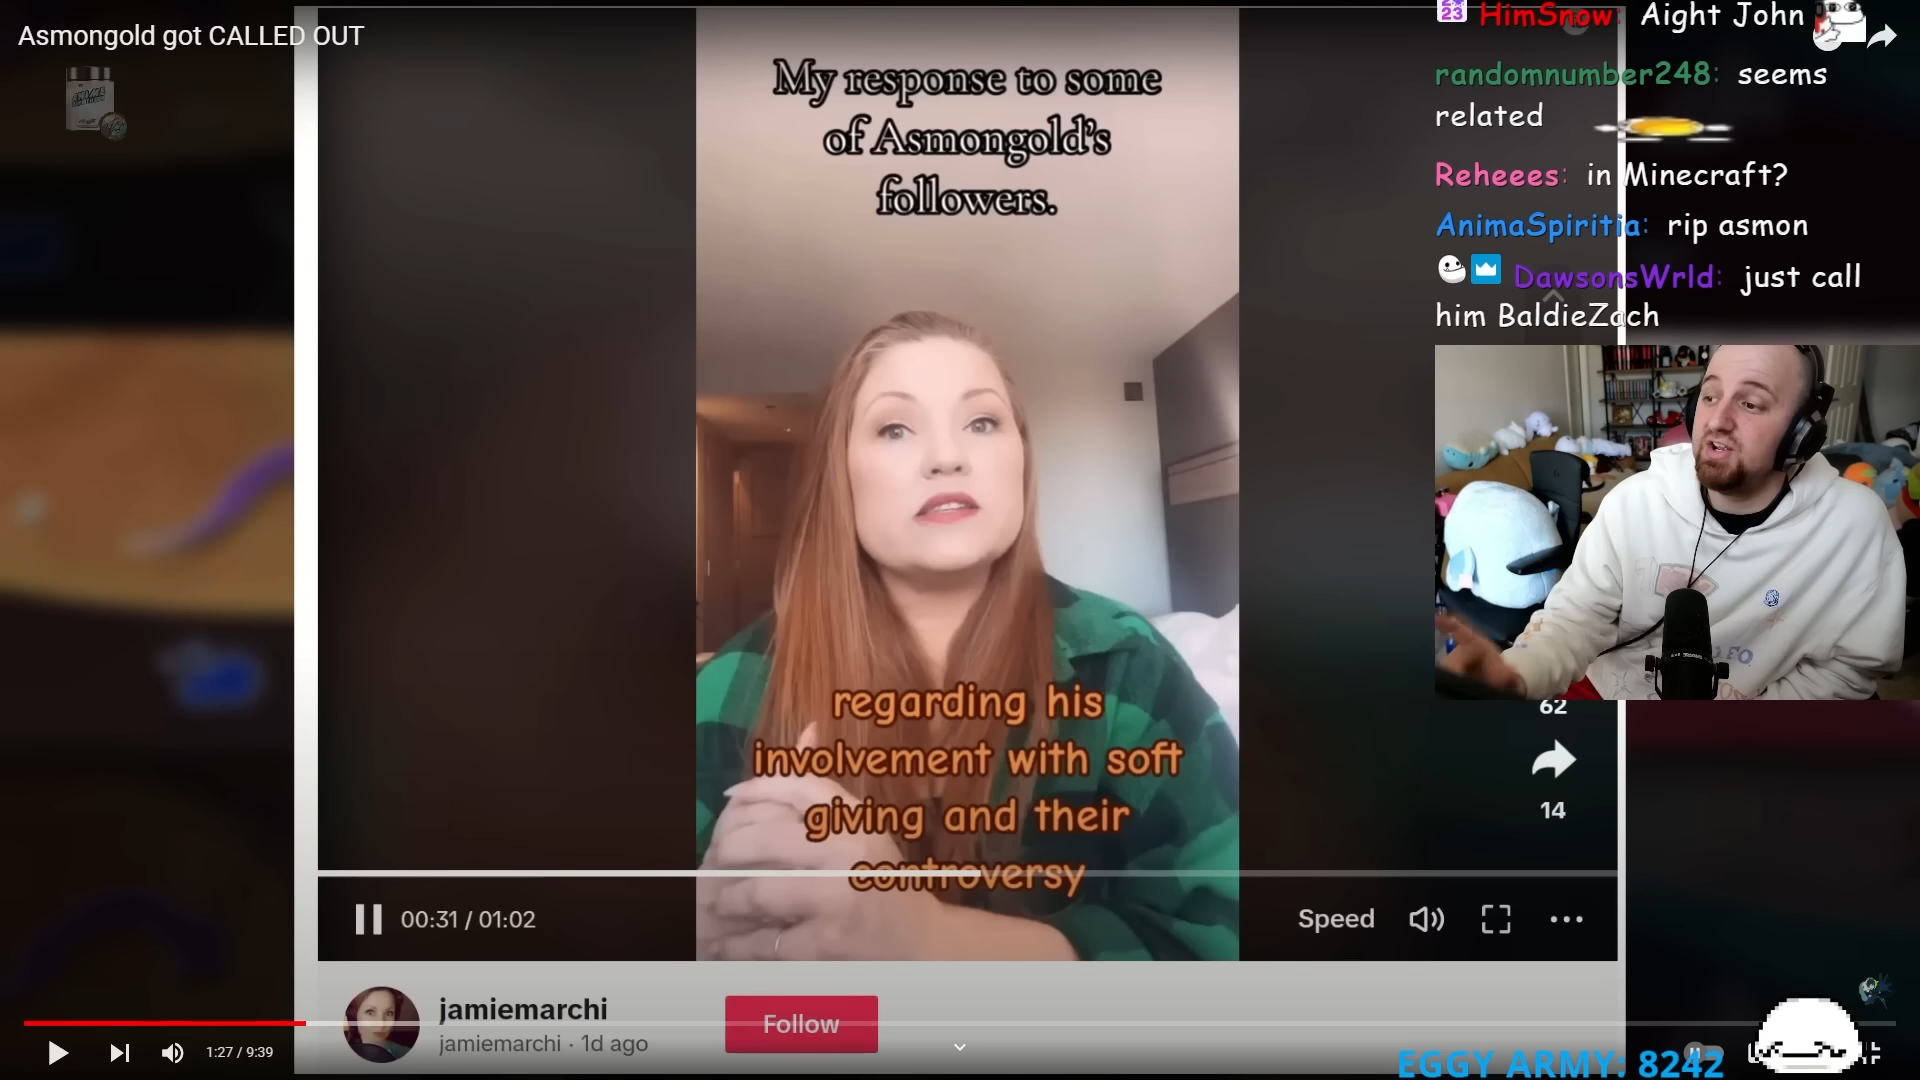 Asmongold got CALLED OUT
My response to some
of Asmongold's
followers.
regarding his
involvement with soft
giving and their
controversy
HimSnow: Aight John
randomnumber248: seems
related
Reheees: in Minecraft?
AnimaSpiritia: rip asmon
DawsonsWrld: just call
him BaldieZach
62
14
00:31 / 01:02
Speed
jamiemarchi
jamiemarchi · 1d ago
Follow
1:27 / 9:39
EGGY ARMY: 8242